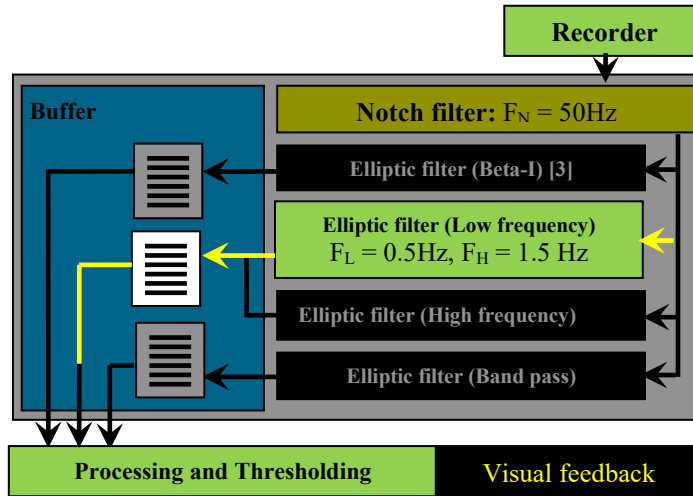 Recorder
Buffer
Notch filter: F_N = 50Hz
Elliptic filter (Beta-I) [3]
Elliptic filter (Low frequency)
F_L = 0.5Hz, F_H = 1.5 Hz
Elliptic filter (High frequency)
Elliptic filter (Band pass)
Processing and Thresholding
Visual feedback